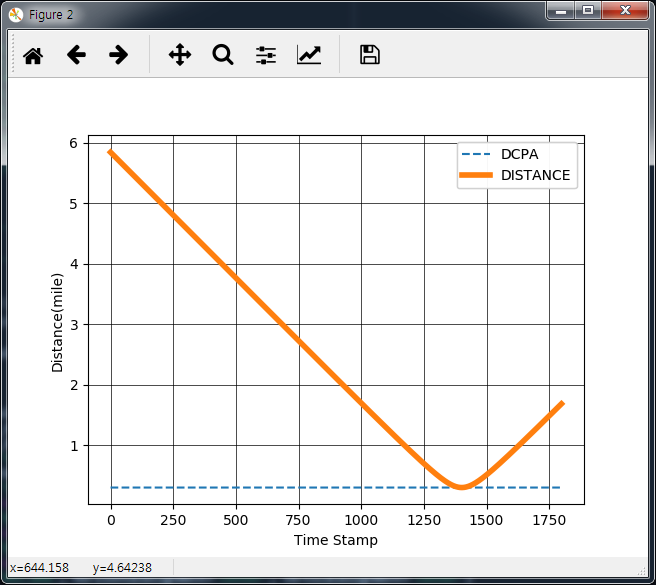 Figure 2
DCPA
DISTANCE
6
5
4
3
2
1
Distance(mile)
0 250 500 750 1000 1250 1500 1750
Time Stamp
x=644.158 y=4.64238